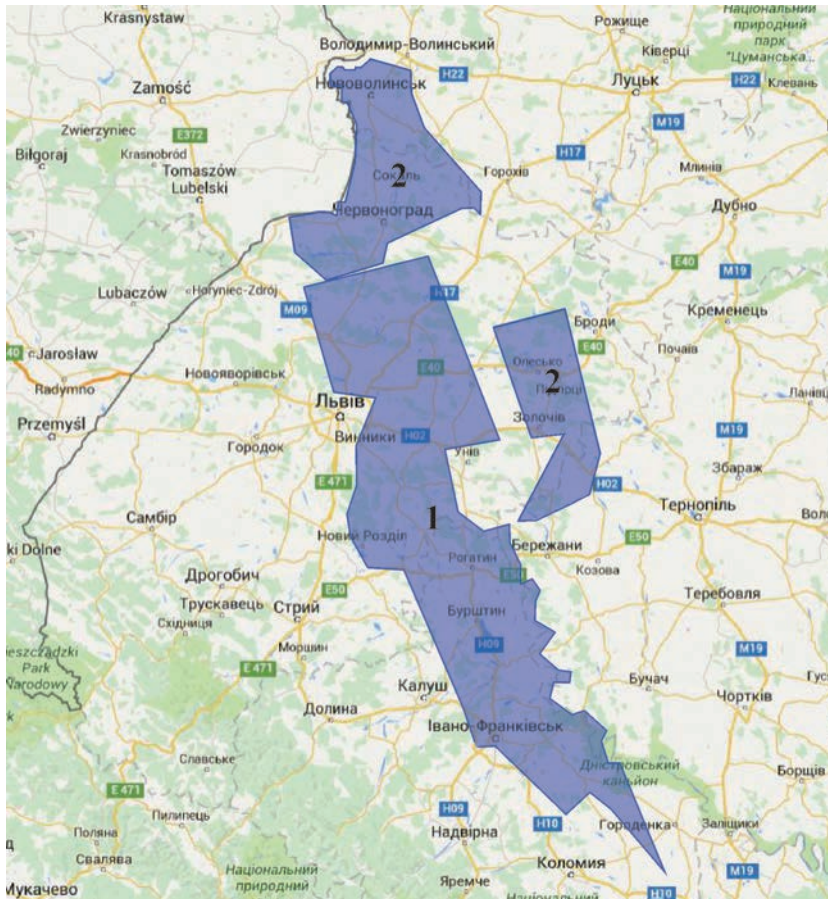 Krasnystaw
Рожище
Національний
природний
парк
"Цуманська...
Володимир-Волинський
Ківерці
H22
Луцьк
H22
Клевань
Замość
Нововолинськ
Zwierzyniec
E372
M19
Biłgoraj
Krasnobród
H17
Tomaszów
Lubelski
Сокаль
2
Горохів
Млинів
Червоноград
Дубно
E40
M19
Horyniec-Zdrój
Lubaczów
M09
H17
Кременець
Броди
E40
40
Jarosław
Почаїв
Radymno
Новояворівськ
E40
Олесько
2
Ланівці
Львів
Золочів
Przemyśl
Городок
Винники
H02
M19
Унів
Збараж
E471
H02
Самбір
1
Тернопіль
Новий Розділ
Бережани
E50
ki Dolne
Рогатин
E50
Козова
Дрогобич
E50
Теребовля
Трускавець
Стрий
Бурштин
Східниця
H09
Моршин
M19
Park
Narodowy
E471
Калуш
Бучач
Долина
Чортків
Івано-Франківськ
Славське
Дністровський
каньйон
Борщів
E471
H09
Пилипець
H10
Городенка
Заліщики
Поляна
Надвірна
Свалява
Коломия
M19
Національний
природний
Мукачево
Яремче
H10